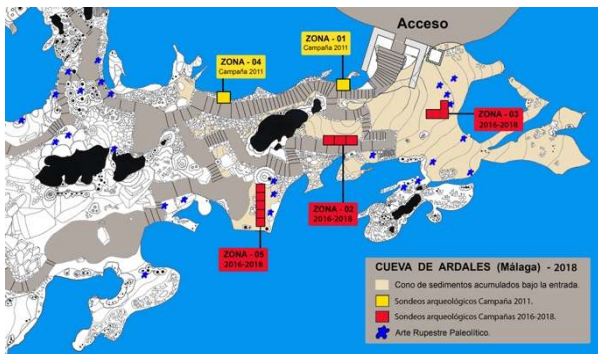 Acceso
ZONA - 01
Campaña 2011
ZONA - 04
Campaña 2011
ZONA - 03
2016-2018
ZONA - 02
2016-2018
ZONA - 05
2016-2018
CUEVA DE ARDALES (Málaga) - 2018
Cono de sedimentos acumulados bajo la entrada.
Sondeos arqueológicos Campaña 2011.
Sondeos arqueológicos Campañas 2016-2018.
Arte Rupestre Paleolítico.